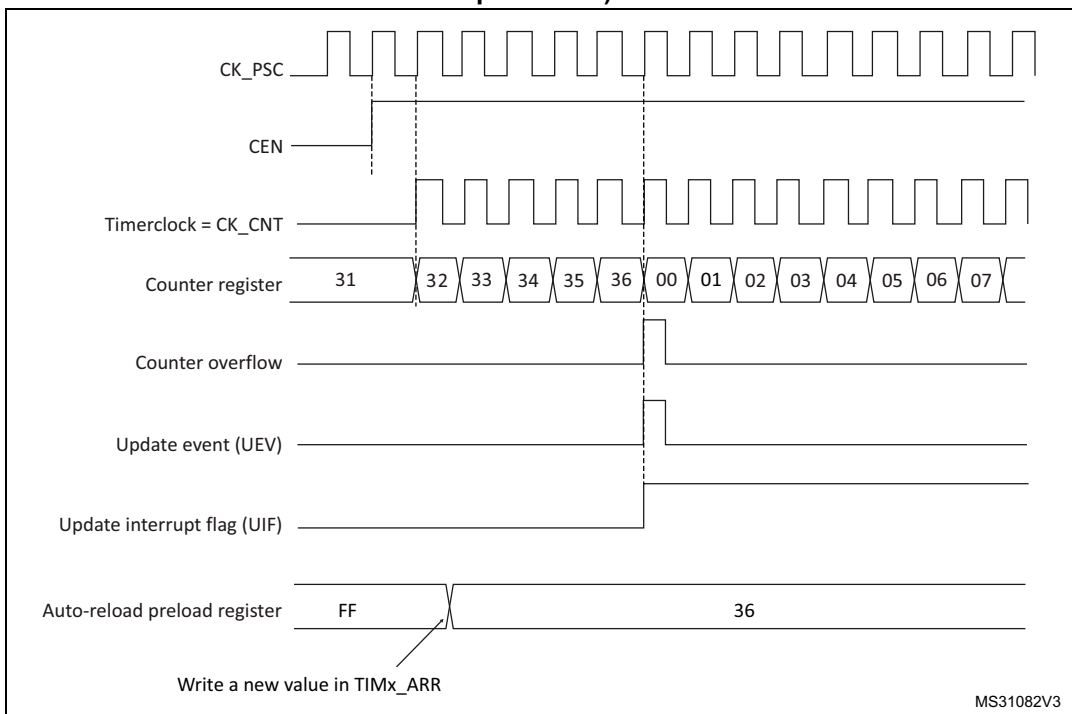 CK_PSC
CEN
Timerclock = CK_CNT
Counter register 31 32 33 34 35 36 00 01 02 03 04 05 06 07
Counter overflow
Update event (UEV)
Update interrupt flag (UIF)
Auto-reload preload register FF 36
Write a new value in TIMx_ARR
MS31082V3